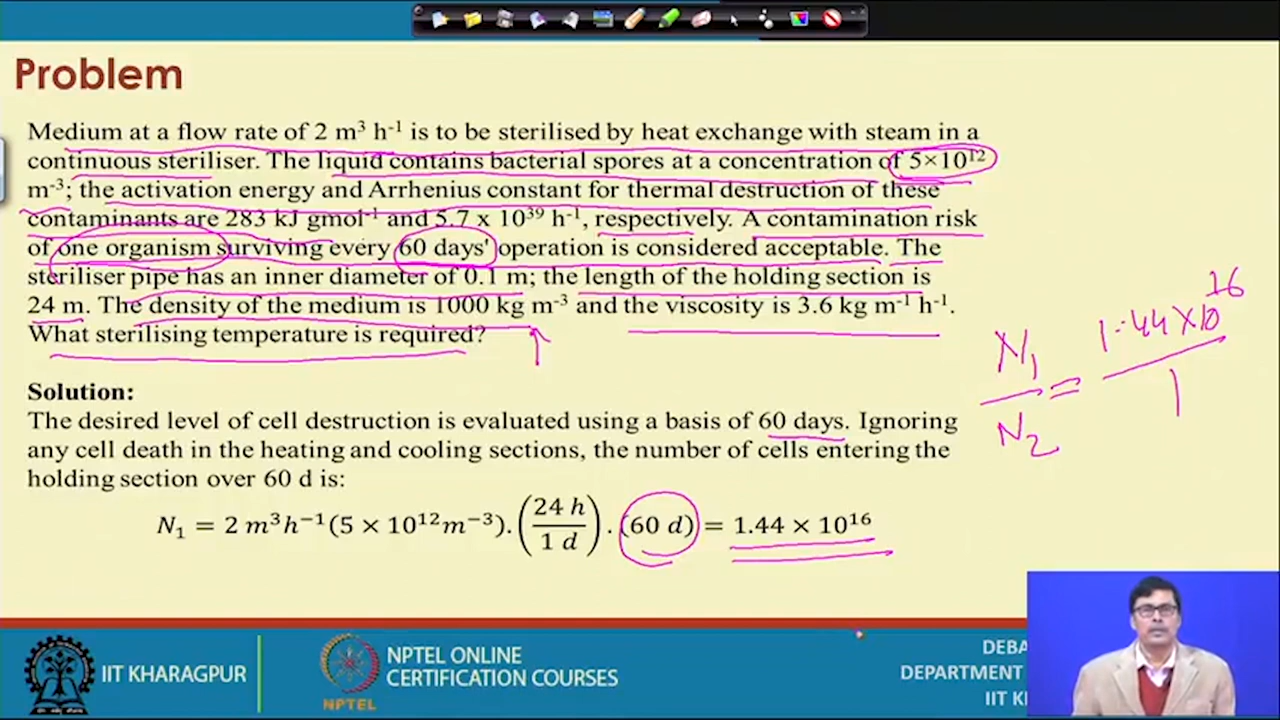 Problem
Medium at a flow rate of 2 m³ h⁻¹ is to be sterilised by heat exchange with steam in a
continuous steriliser. The liquid contains bacterial spores at a concentration of 5×10¹²
m⁻³; the activation energy and Arrhenius constant for thermal destruction of these
contaminants are 283 kJ gmol⁻¹ and 5.7 x 10³⁹ h⁻¹, respectively. A contamination risk
of one organism surviving every 60 days' operation is considered acceptable. The
steriliser pipe has an inner diameter of 0.1 m; the length of the holding section is
24 m. The density of the medium is 1000 kg m⁻³ and the viscosity is 3.6 kg m⁻¹ h⁻¹.
What sterilising temperature is required?
N₁/N₂ = 1.44×10¹⁶/1
Solution:
The desired level of cell destruction is evaluated using a basis of 60 days. Ignoring
any cell death in the heating and cooling sections, the number of cells entering the
holding section over 60 d is:
N₁ = 2 m³h⁻¹(5 × 10¹²m⁻³).(24 h/1 d).(60 d) = 1.44 × 10¹⁶
IIT KHARAGPUR
NPTEL
NPTEL ONLINE
CERTIFICATION COURSES
DEBA
DEPARTMENT
IIT K